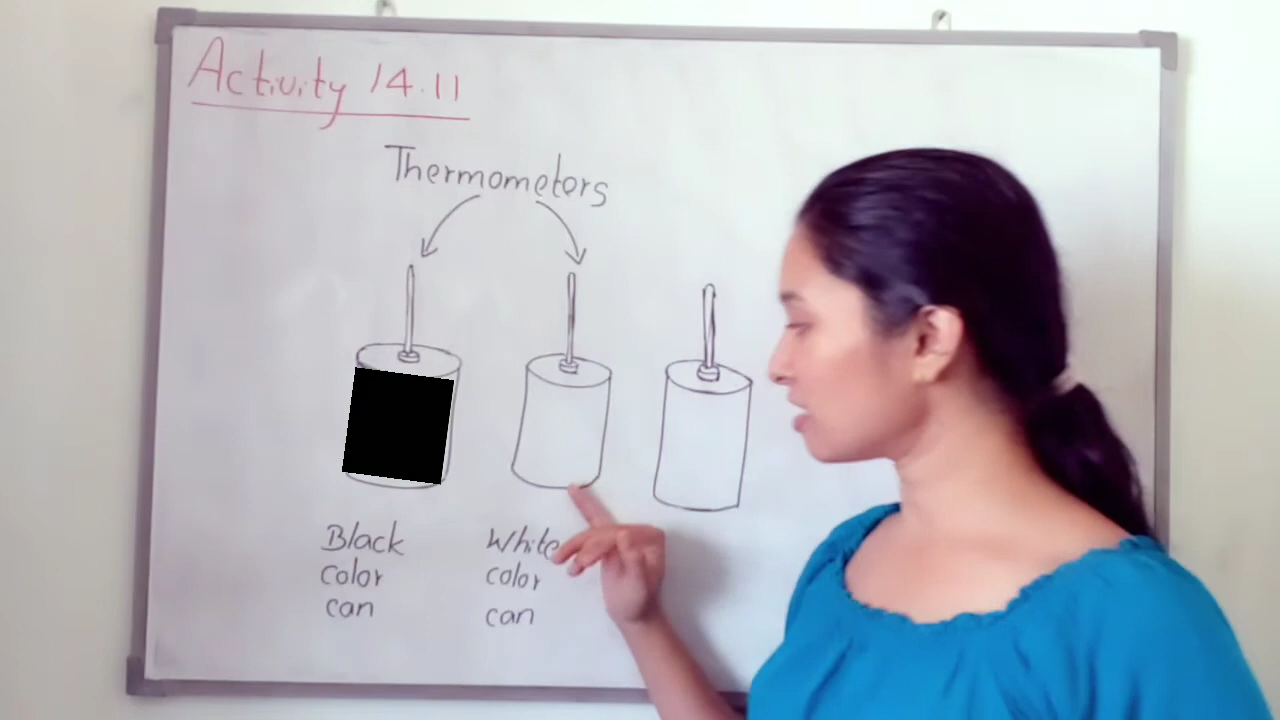 Activity 14.11
Thermometers
Black
color
can
White
color
can